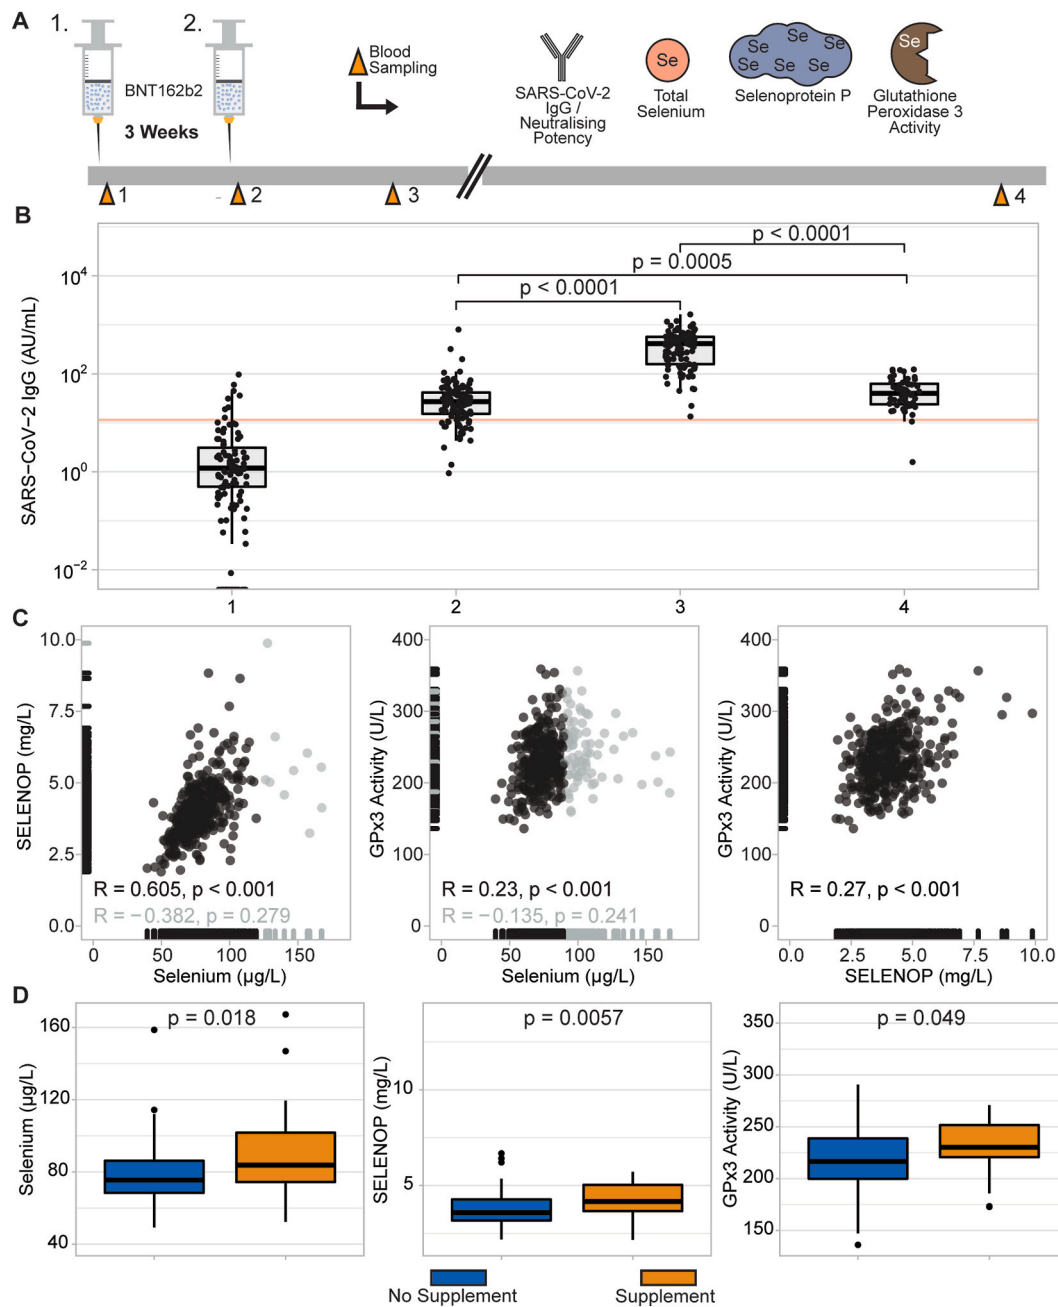 A
1.
2.
BNT162b2
3 Weeks
Blood
Sampling
SARS-CoV-2
IgG /
Neutralising
Potency
Se
Total
Selenium
Se Se Se Se Se Se
Selenoprotein P
Se
Glutathione
Peroxidase 3
Activity
1
2
3
4
B
SARS−CoV−2 IgG (AU/mL)
10⁴
10²
10⁰
10⁻²
p < 0.0001
p = 0.0005
p < 0.0001
1 2 3 4
C
SELENOP (mg/L)
10.0
7.5
5.0
2.5
0.0
R = 0.605, p < 0.001
R = −0.382, p = 0.279
0 50 100 150
Selenium (µg/L)
GPx3 Activity (U/L)
400
300
200
100
0
R = 0.23, p < 0.001
R = −0.135, p = 0.241
0 50 100 150
Selenium (µg/L)
GPx3 Activity (U/L)
400
300
200
100
0
R = 0.27, p < 0.001
0.0 2.5 5.0 7.5 10.0
SELENOP (mg/L)
D
Selenium (µg/L)
160
120
80
40
p = 0.018
SELENOP (mg/L)
10
5
p = 0.0057
GPx3 Activity (U/L)
350
300
250
200
150
p = 0.049
No Supplement
Supplement